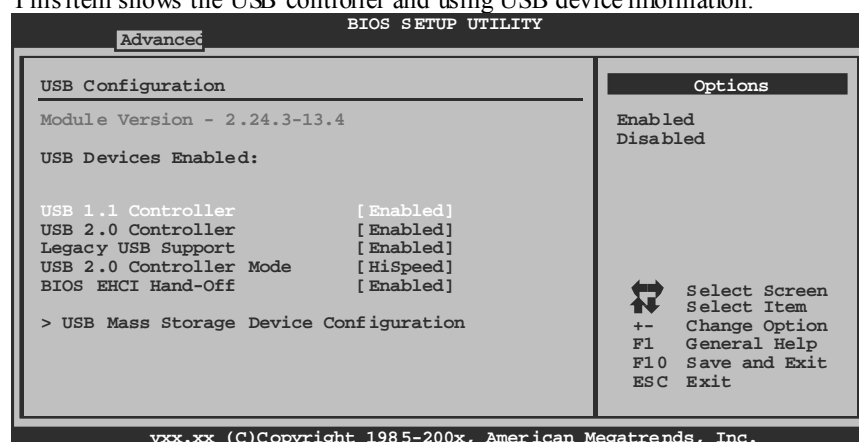 This item shows the USB controller and using USB device information.
BIOS SETUP UTILITY
Advanced
USB Configuration
Module Version - 2.24.3-13.4
USB Devices Enabled:
USB 1.1 Controller [Enabled]
USB 2.0 Controller [Enabled]
Legacy USB Support [Enabled]
USB 2.0 Controller Mode [HiSpeed]
BIOS EHCI Hand-Off [Enabled]
> USB Mass Storage Device Configuration
Options
Enabled
Disabled
Select Screen
Select Item
+- Change Option
F1 General Help
F10 Save and Exit
ESC Exit
vxx.xx (C)Copyright 1985-200x, American Megatrends, Inc.